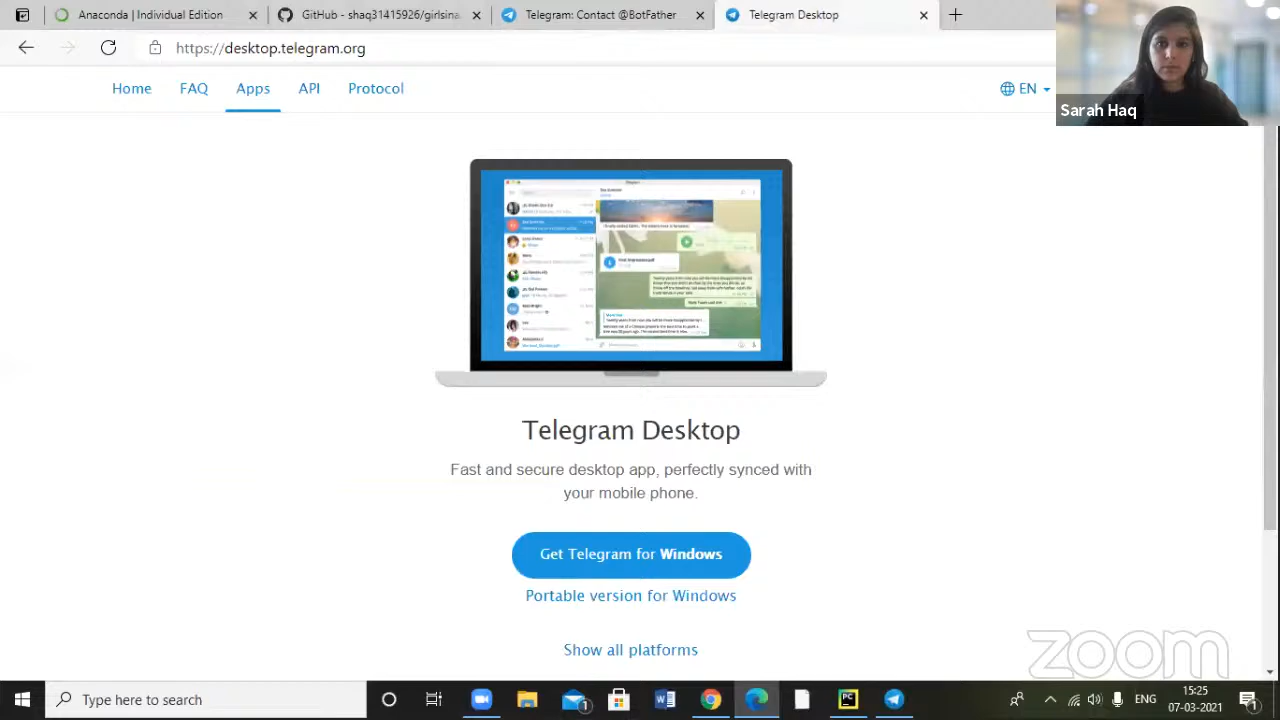 Anaconda | Individual Edition
GitHub - shaq31415926/girlsina
Telegram: Contact @BotFather
Telegram Desktop
https://desktop.telegram.org
Home
FAQ
Apps
API
Protocol
EN
Sarah Haq
Telegram Desktop
Fast and secure desktop app, perfectly synced with
your mobile phone.
Get Telegram for Windows
Portable version for Windows
Show all platforms
zoom
Type here to search
1
ENG
15:25
07-03-2021
1